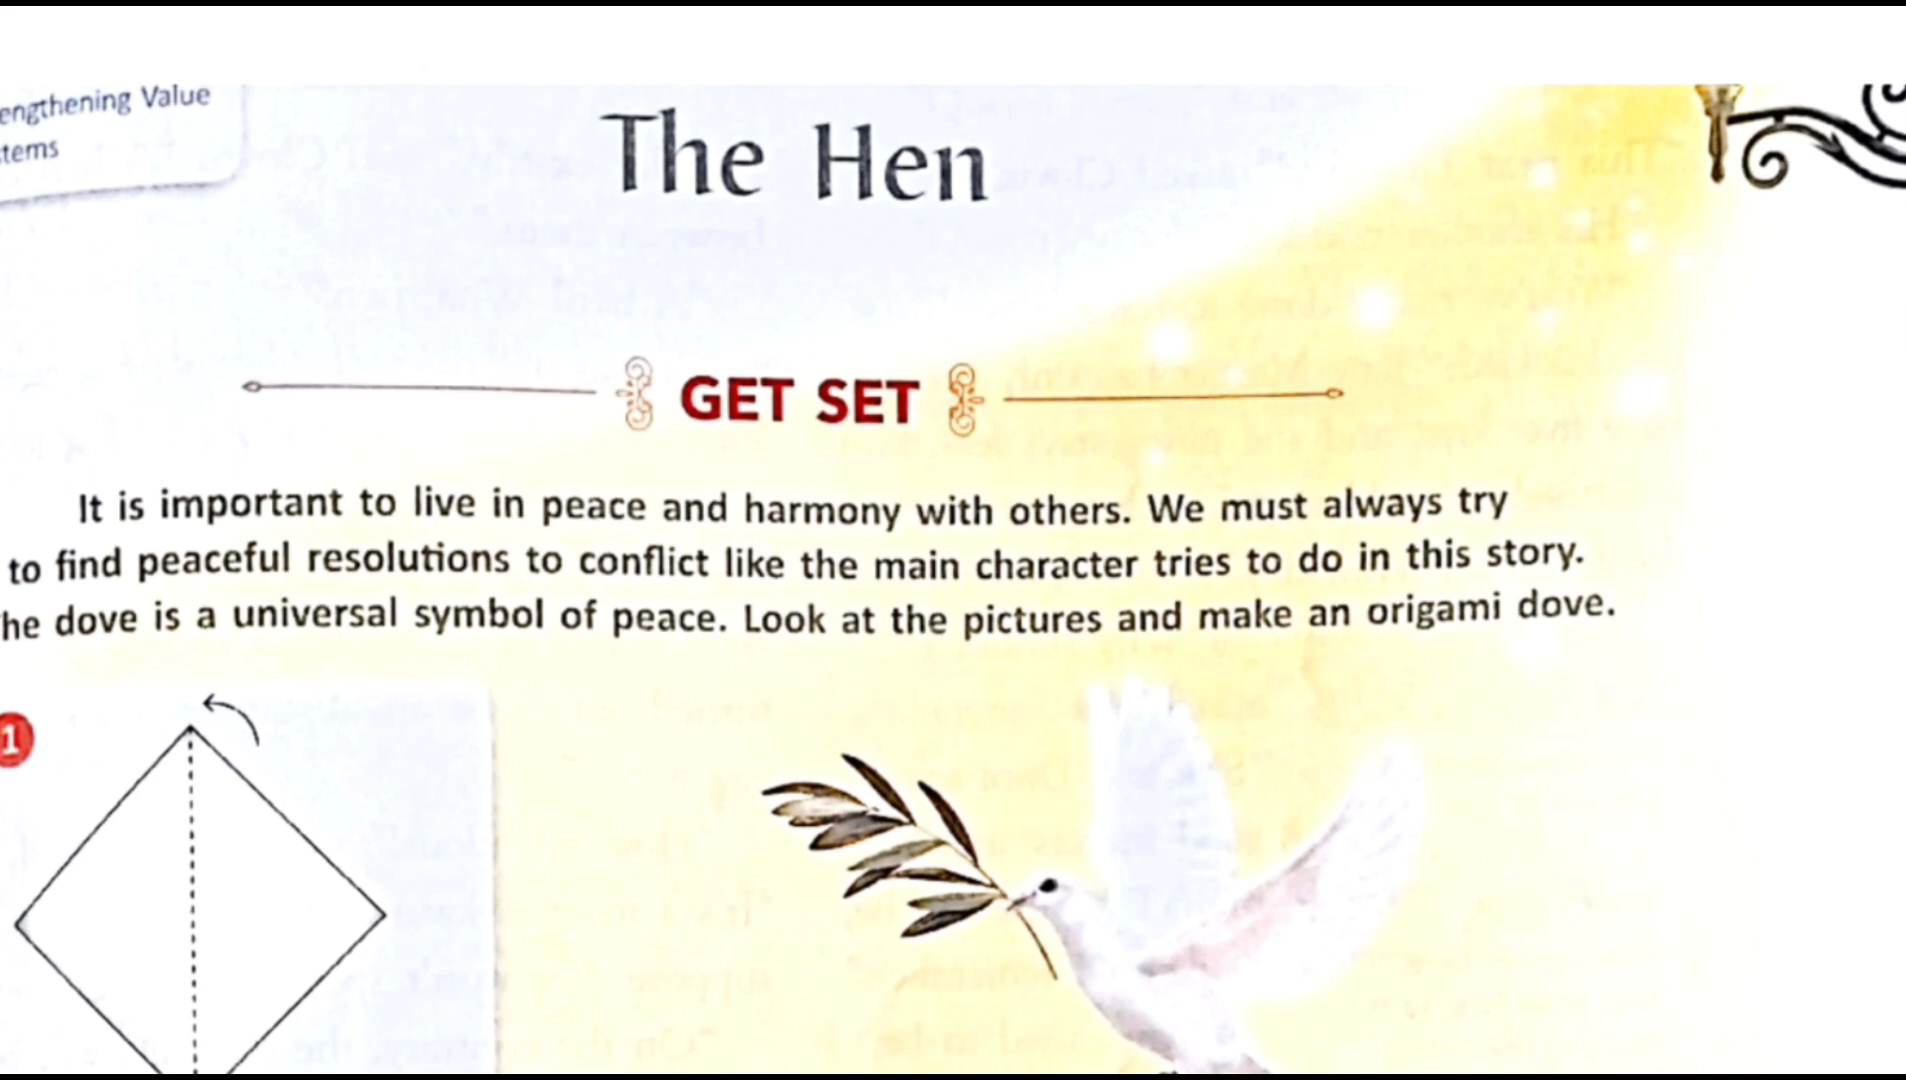 engthening Value
tems
The Hen
GET SET
It is important to live in peace and harmony with others. We must always try
to find peaceful resolutions to conflict like the main character tries to do in this story.
he dove is a universal symbol of peace. Look at the pictures and make an origami dove.
1